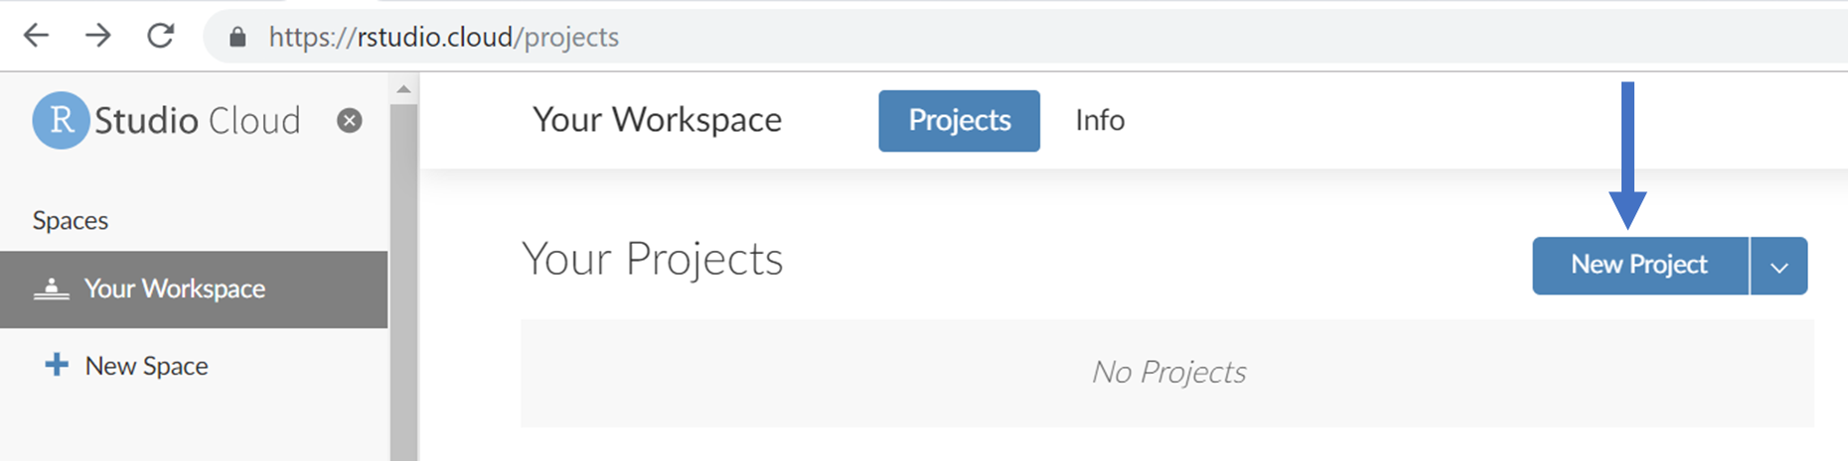 https://rstudio.cloud/projects
R Studio Cloud
Spaces
Your Workspace
New Space
Your Workspace Projects Info
Your Projects
New Project
No Projects